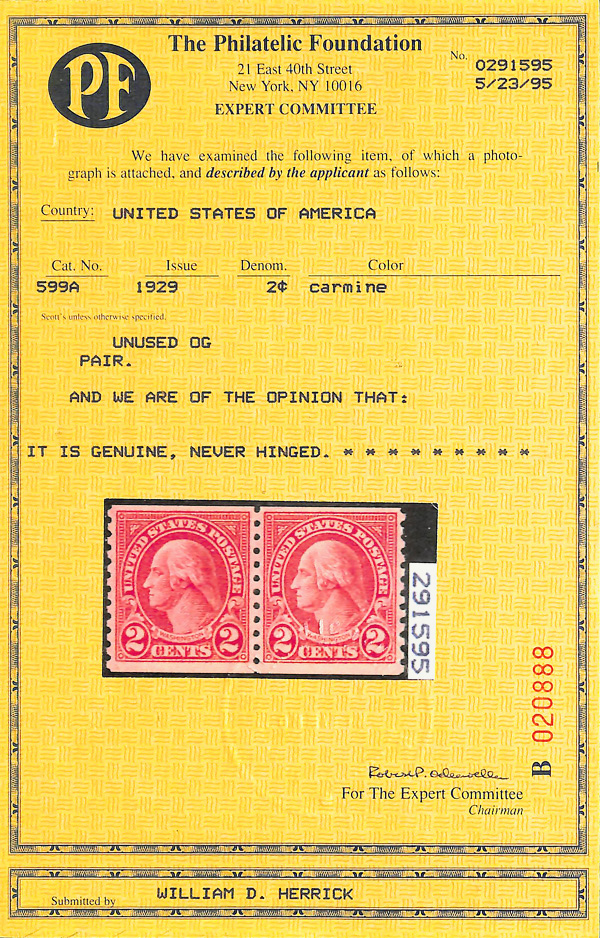 PF
The Philatelic Foundation
21 East 40th Street
New York, NY 10016
EXPERT COMMITTEE
No. 0291595
5/23/95
We have examined the following item, of which a photo-
graph is attached, and described by the applicant as follows:
Country: UNITED STATES OF AMERICA
Cat. No. Issue Denom. Color
599A 1929 2¢ carmine
Scott's unless otherwise specified.
UNUSED OG
PAIR.
AND WE ARE OF THE OPINION THAT:
IT IS GENUINE, NEVER HINGED. * * * * * * * * *
UNITED STATES POSTAGE UNITED STATES POSTAGE
WASHINGTON WASHINGTON
2 CENTS 2 2 CENTS 2
291595
B 020888
For The Expert Committee
Chairman
Submitted by WILLIAM D. HERRICK